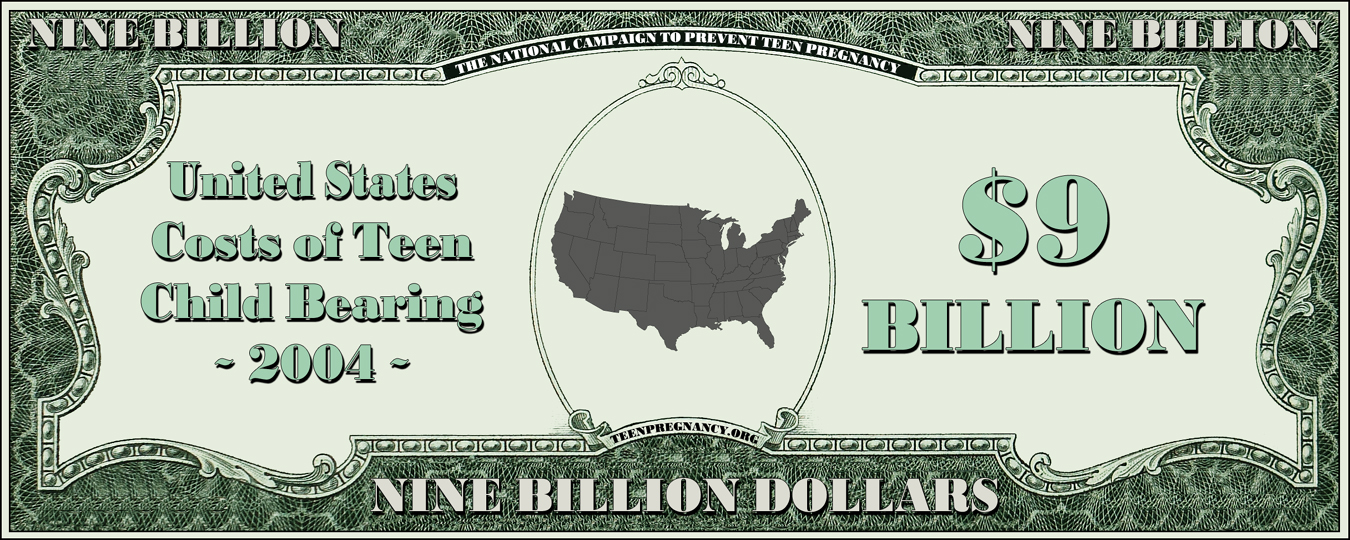 NINE BILLION
NINE BILLION
THE NATIONAL CAMPAIGN TO PREVENT TEEN PREGNANCY
United States
Costs of Teen
Child Bearing
~ 2004 ~
$9
BILLION
TEENPREGNANCY.ORG
NINE BILLION DOLLARS